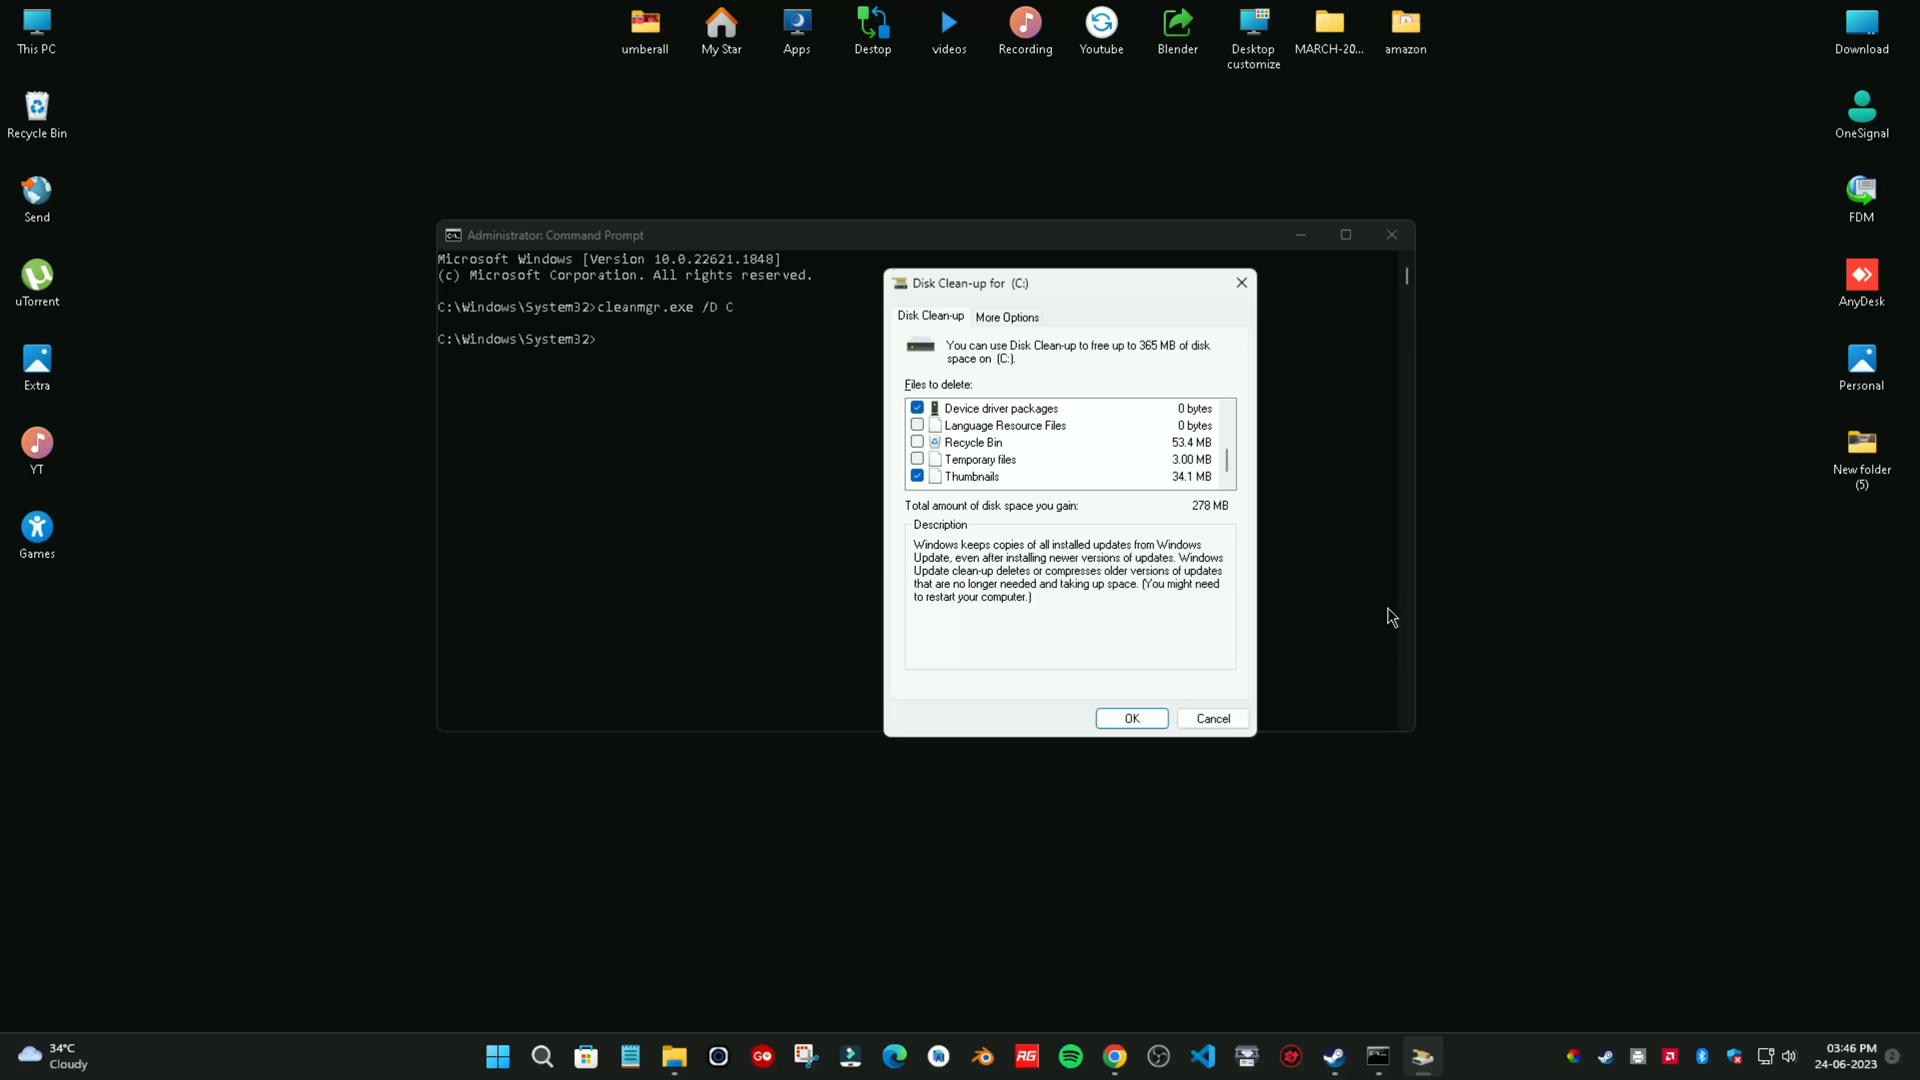 This PC
umberall
My Star
Apps
Destop
videos
Recording
Youtube
Blender
Desktop
customize
MARCH-20...
amazon
Download
Recycle Bin
OneSignal
Send
FDM
uTorrent
AnyDesk
Extra
Personal
YT
New folder
(5)
Games
Administrator: Command Prompt
Microsoft Windows [Version 10.0.22621.1848]
(c) Microsoft Corporation. All rights reserved.
C:\Windows\System32>cleanmgr.exe /D C
C:\Windows\System32>
Disk Clean-up for (C:)
Disk Clean-up
More Options
You can use Disk Clean-up to free up to 365 MB of disk
space on (C:).
Files to delete:
Device driver packages 0 bytes
Language Resource Files 0 bytes
Recycle Bin 53.4 MB
Temporary files 3.00 MB
Thumbnails 34.1 MB
Total amount of disk space you gain: 278 MB
Description
Windows keeps copies of all installed updates from Windows
Update, even after installing newer versions of updates. Windows
Update clean-up deletes or compresses older versions of updates
that are no longer needed and taking up space. (You might need
to restart your computer.)
OK
Cancel
34°C
Cloudy
GO
RG
03:46 PM
24-06-2023
2